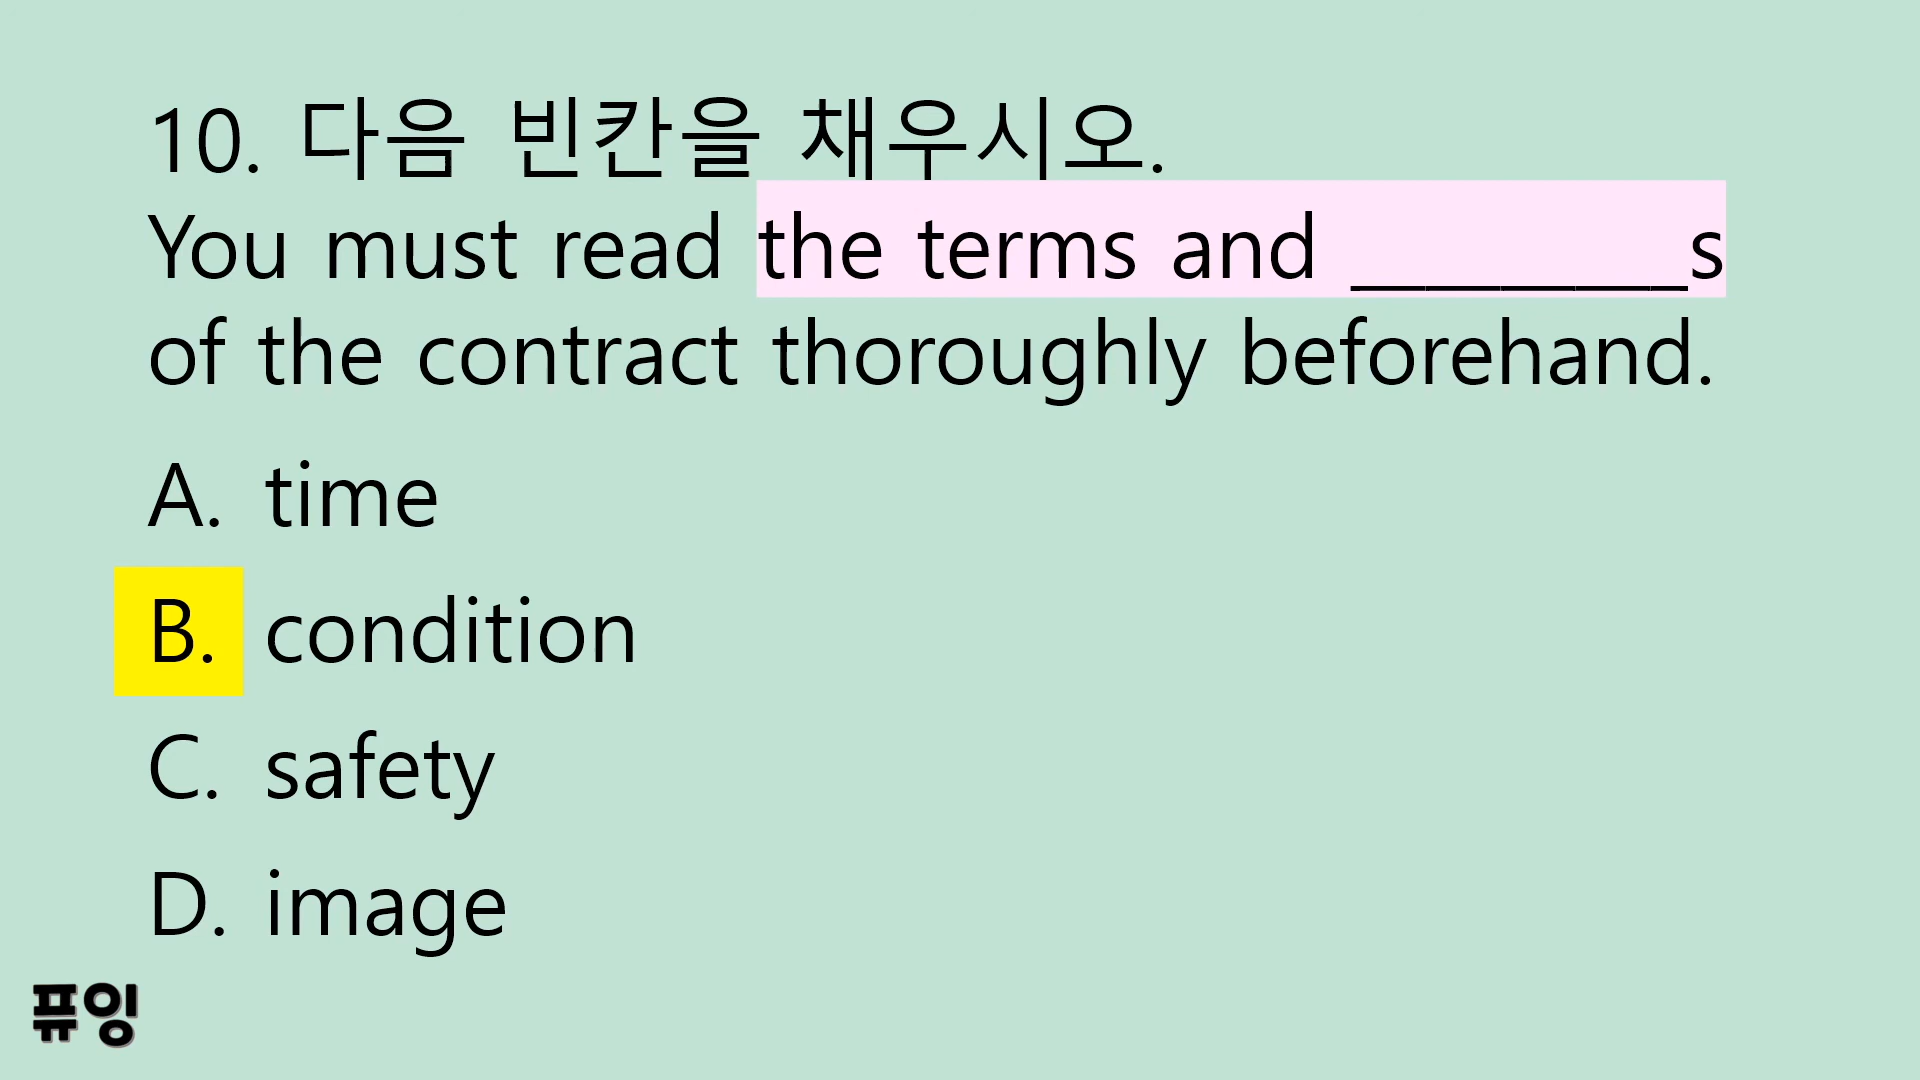 10. 다음 빈칸을 채우시오.
You must read the terms and _________s
of the contract thoroughly beforehand.
A. time
B. condition
C. safety
D. image
퓨잉